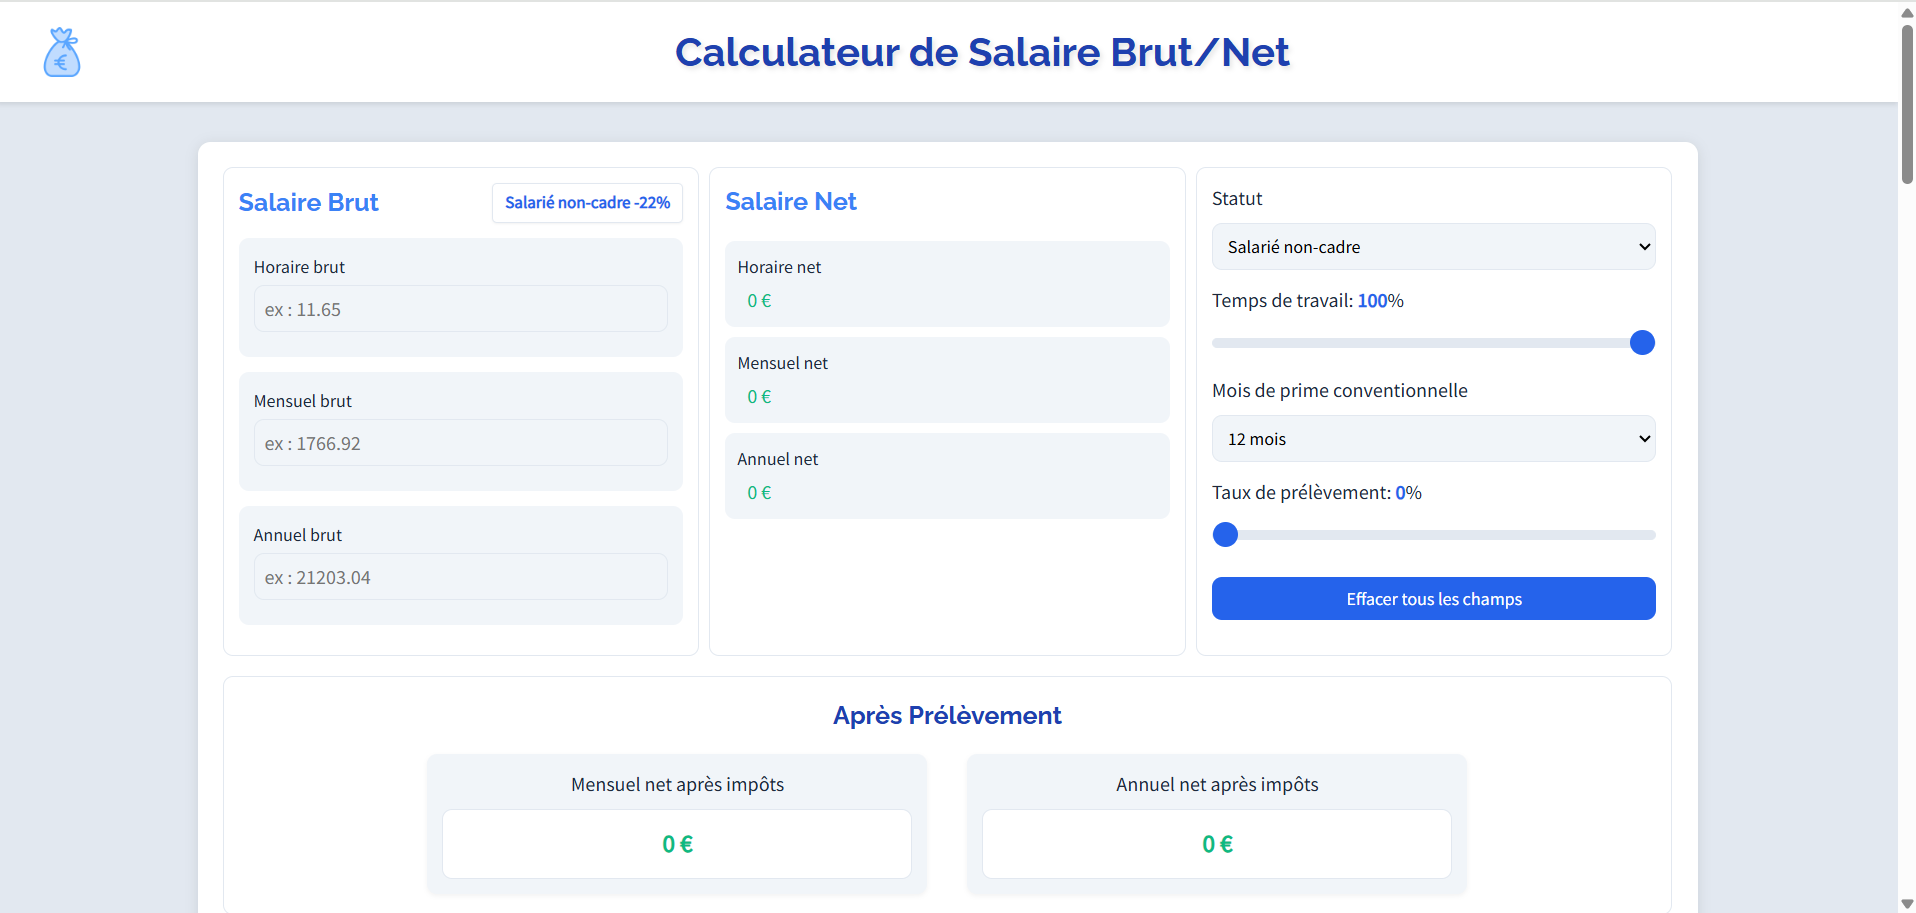 Calculateur de Salaire Brut/Net
Salaire Brut
Salarié non-cadre -22%
Horaire brut
ex : 11.65
Mensuel brut
ex : 1766.92
Annuel brut
ex : 21203.04
Salaire Net
Horaire net
0 €
Mensuel net
0 €
Annuel net
0 €
Statut
Salarié non-cadre
Temps de travail: 100%
Mois de prime conventionnelle
12 mois
Taux de prélèvement: 0%
Effacer tous les champs
Après Prélèvement
Mensuel net après impôts
0 €
Annuel net après impôts
0 €